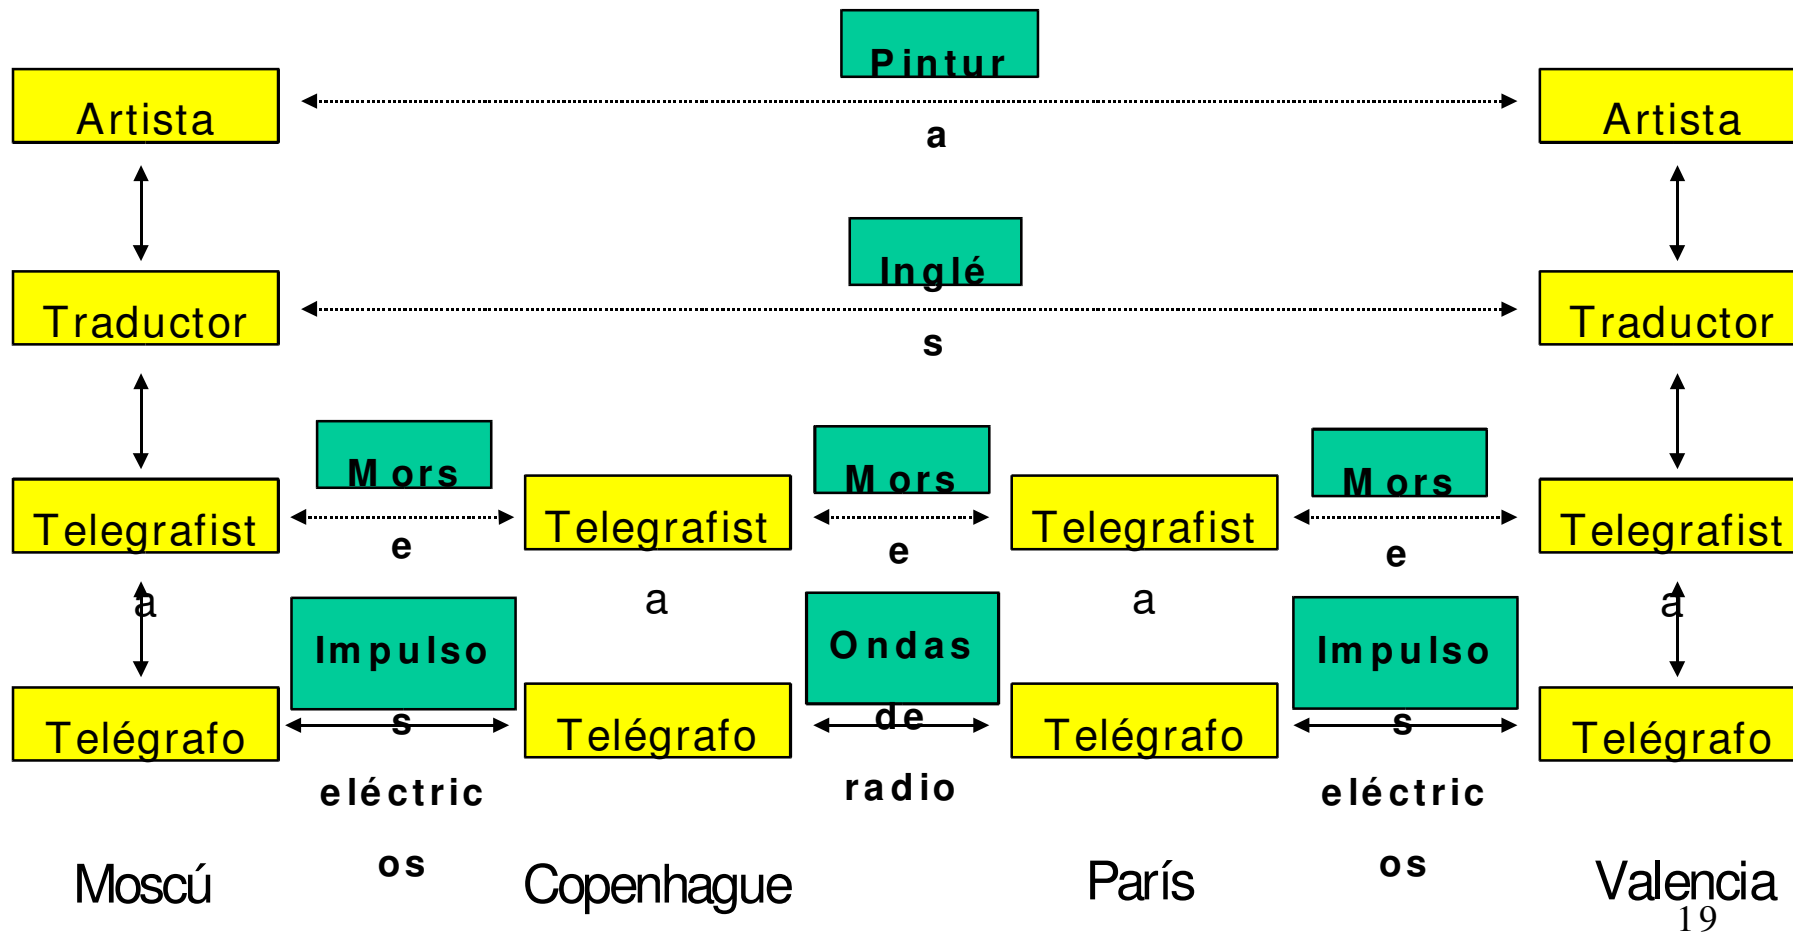 Pintur
a
Artista
Artista
Inglé
s
Traductor
Traductor
Mors
e
Mors
e
Mors
e
Telegrafist
a
Telegrafist
a
Telegrafist
a
Telegrafist
a
Impulso
s
eléctric
os
Ondas
de
radio
Impulso
s
eléctric
os
Telégrafo
Telégrafo
Telégrafo
Telégrafo
Moscú
Copenhague
París
Valencia
19